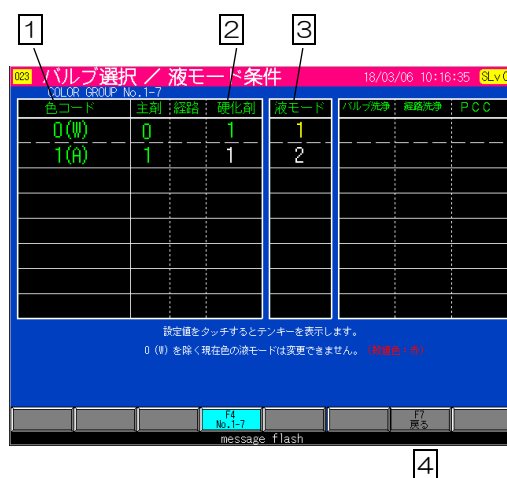 1 2 3
023 バルブ選択 / 液モード条件 18/03/06 10:16:35 SLv
COLOR GROUP No.1-7
色コード 主剤 経路 硬化剤 液モード バルブ洗浄 経路洗浄 PCC
0(W) 0 1 1
1(A) 1 1 2
設定値をタッチするとテンキーを表示します。
0 (W) を除く現在色の液モードは変更できません。
F4 F7
No.1-7 戻る
message flash
4